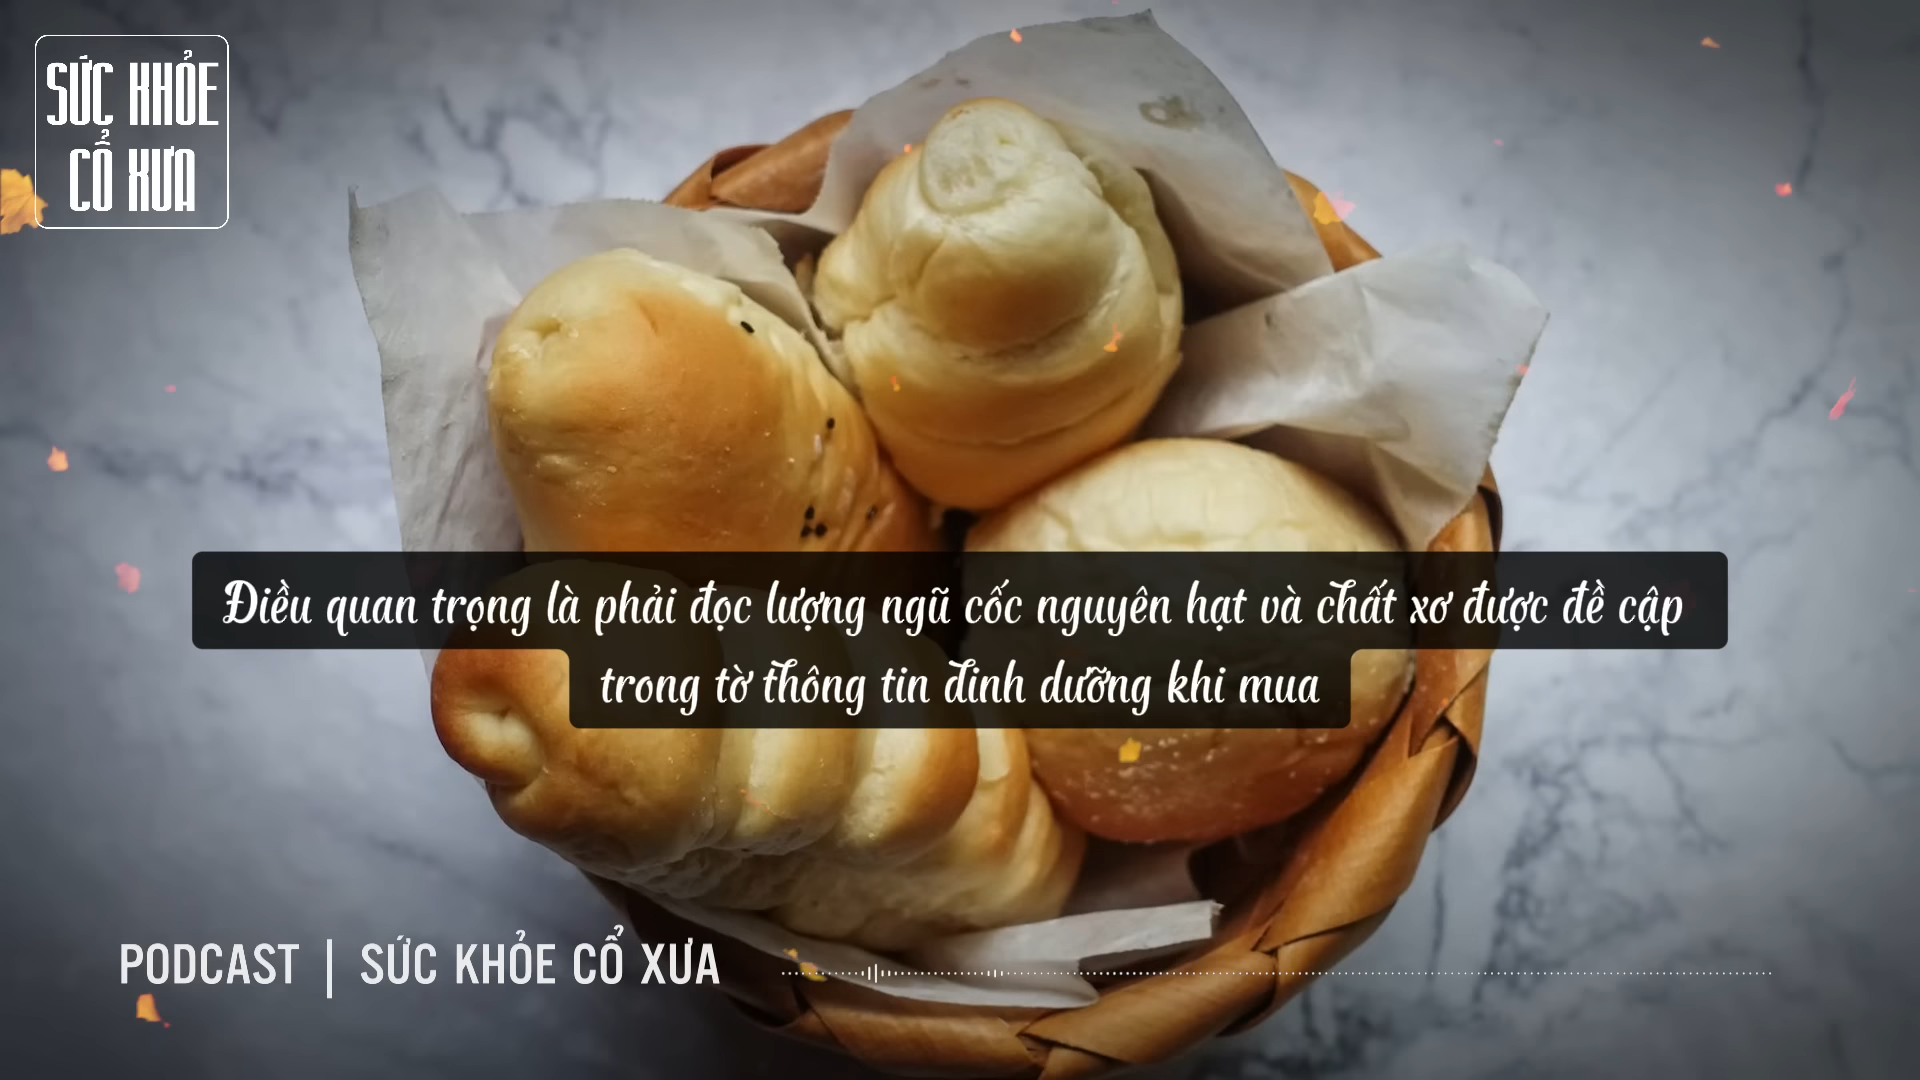 SỨC KHỎE
CỔ XƯA
Điều quan trọng là phải đọc lượng ngũ cốc nguyên hạt và chất xơ được đề cập
trong tờ thông tin dinh dưỡng khi mua
PODCAST | SỨC KHỎE CỔ XƯA